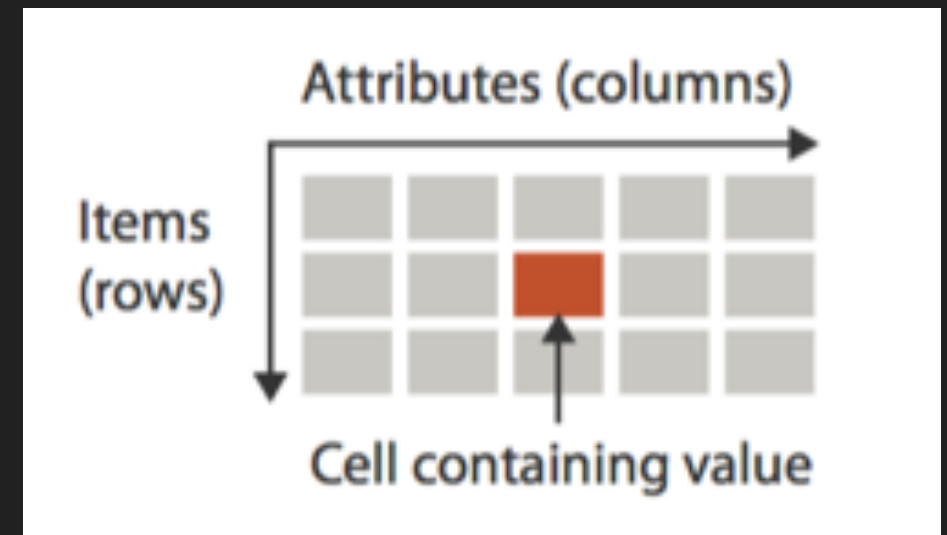 Attributes (columns)
Items
(rows)
Cell containing value